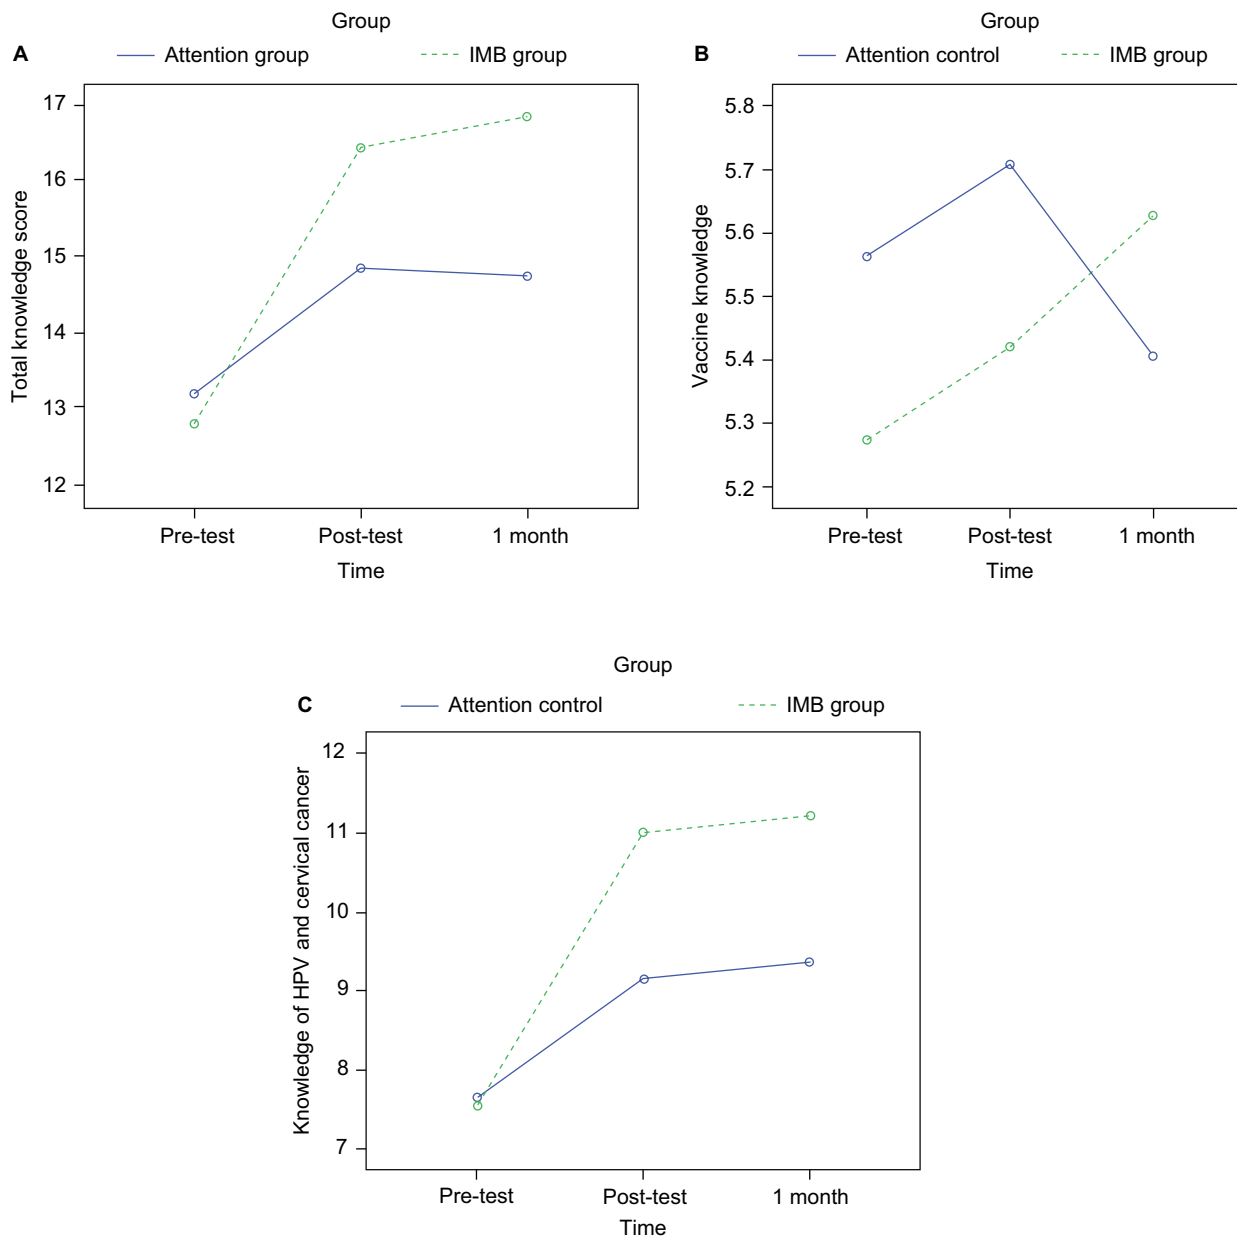 Group
A
Attention group
IMB group
Total knowledge score
17
16
15
14
13
12
Pre-test
Post-test
1 month
Time
Group
B
Attention control
IMB group
Vaccine knowledge
5.8
5.7
5.6
5.5
5.4
5.3
5.2
Pre-test
Post-test
1 month
Time
Group
C
Attention control
IMB group
Knowledge of HPV and cervical cancer
12
11
10
9
8
7
Pre-test
Post-test
1 month
Time